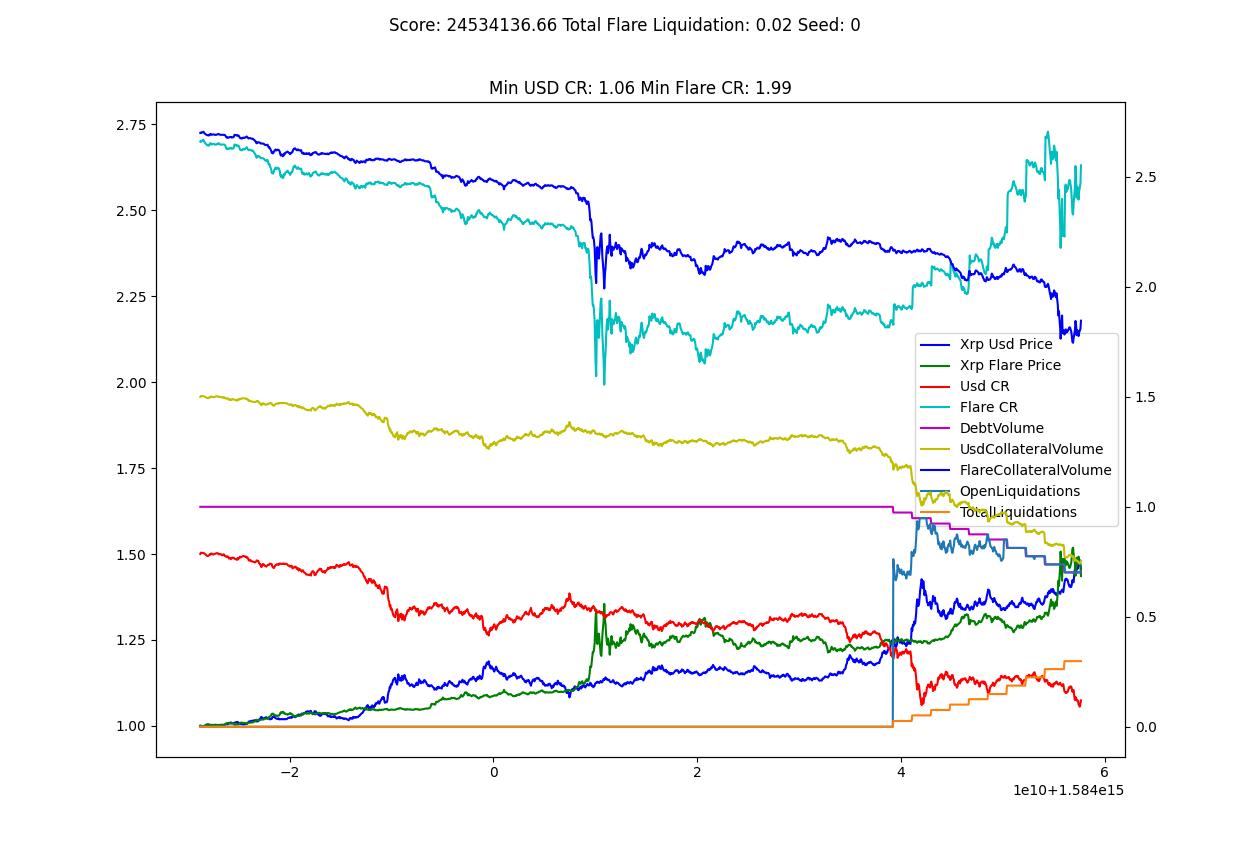 Score: 24534136.66 Total Flare Liquidation: 0.02 Seed: 0
Min USD CR: 1.06 Min Flare CR: 1.99
2.75
2.50
2.25
2.00
1.75
1.50
1.25
1.00
2.5
2.0
1.5
1.0
0.5
0.0
Xrp Usd Price
Xrp Flare Price
Usd CR
Flare CR
DebtVolume
UsdCollateralVolume
FlareCollateralVolume
OpenLiquidations
TotalLiquidations
−2 0 2 4 6
1e10+1.584e15